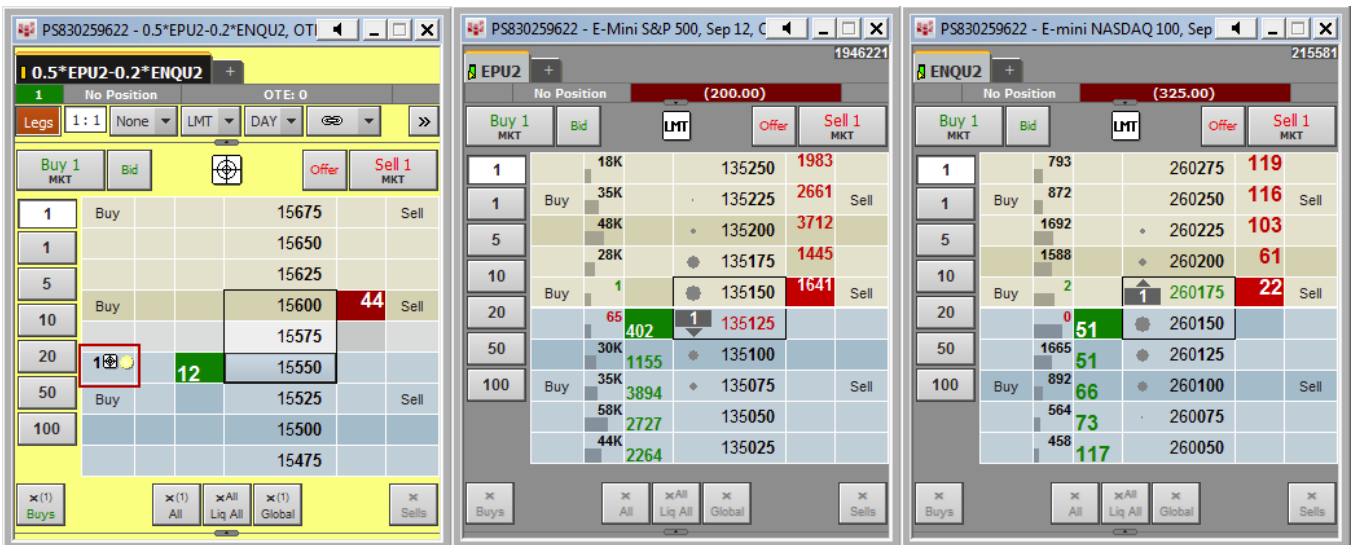 PS830259622 - 0.5*EPU2-0.2*ENQU2, OTI
0.5*EPU2-0.2*ENQU2 +
1 No Position OTE: 0
Legs 1 : 1 None LMT DAY »
Buy 1 MKT Bid Offer Sell 1 MKT
1 Buy 15675 Sell
1 15650
5 15625
Buy 15600 44 Sell
10 15575
20 1 12 15550
50 Buy 15525 Sell
100 15500
15475
×(1) Buys ×(1) All ×All Liq All ×(1) Global × Sells
PS830259622 - E-Mini S&P 500, Sep 12, C
1946221
EPU2 +
No Position (200.00)
Buy 1 MKT Bid LMT Offer Sell 1 MKT
1 18K 135250 1983
1 Buy 35K 135225 2661 Sell
5 48K 135200 3712
10 28K 135175 1445
Buy 1 135150 1641 Sell
20 65 402 1 135125
50 30K 1155 135100
100 Buy 35K 3894 135075 Sell
58K 2727 135050
44K 2264 135025
× Buys × All ×All Liq All × Global × Sells
PS830259622 - E-mini NASDAQ 100, Sep
215581
ENQU2 +
No Position (325.00)
Buy 1 MKT Bid LMT Offer Sell 1 MKT
1 793 260275 119
1 Buy 872 260250 116 Sell
5 1692 260225 103
10 1588 260200 61
Buy 2 1 260175 22 Sell
20 0 51 260150
50 1665 51 260125
100 Buy 892 66 260100 Sell
564 73 260075
458 117 260050
× Buys × All ×All Liq All × Global × Sells